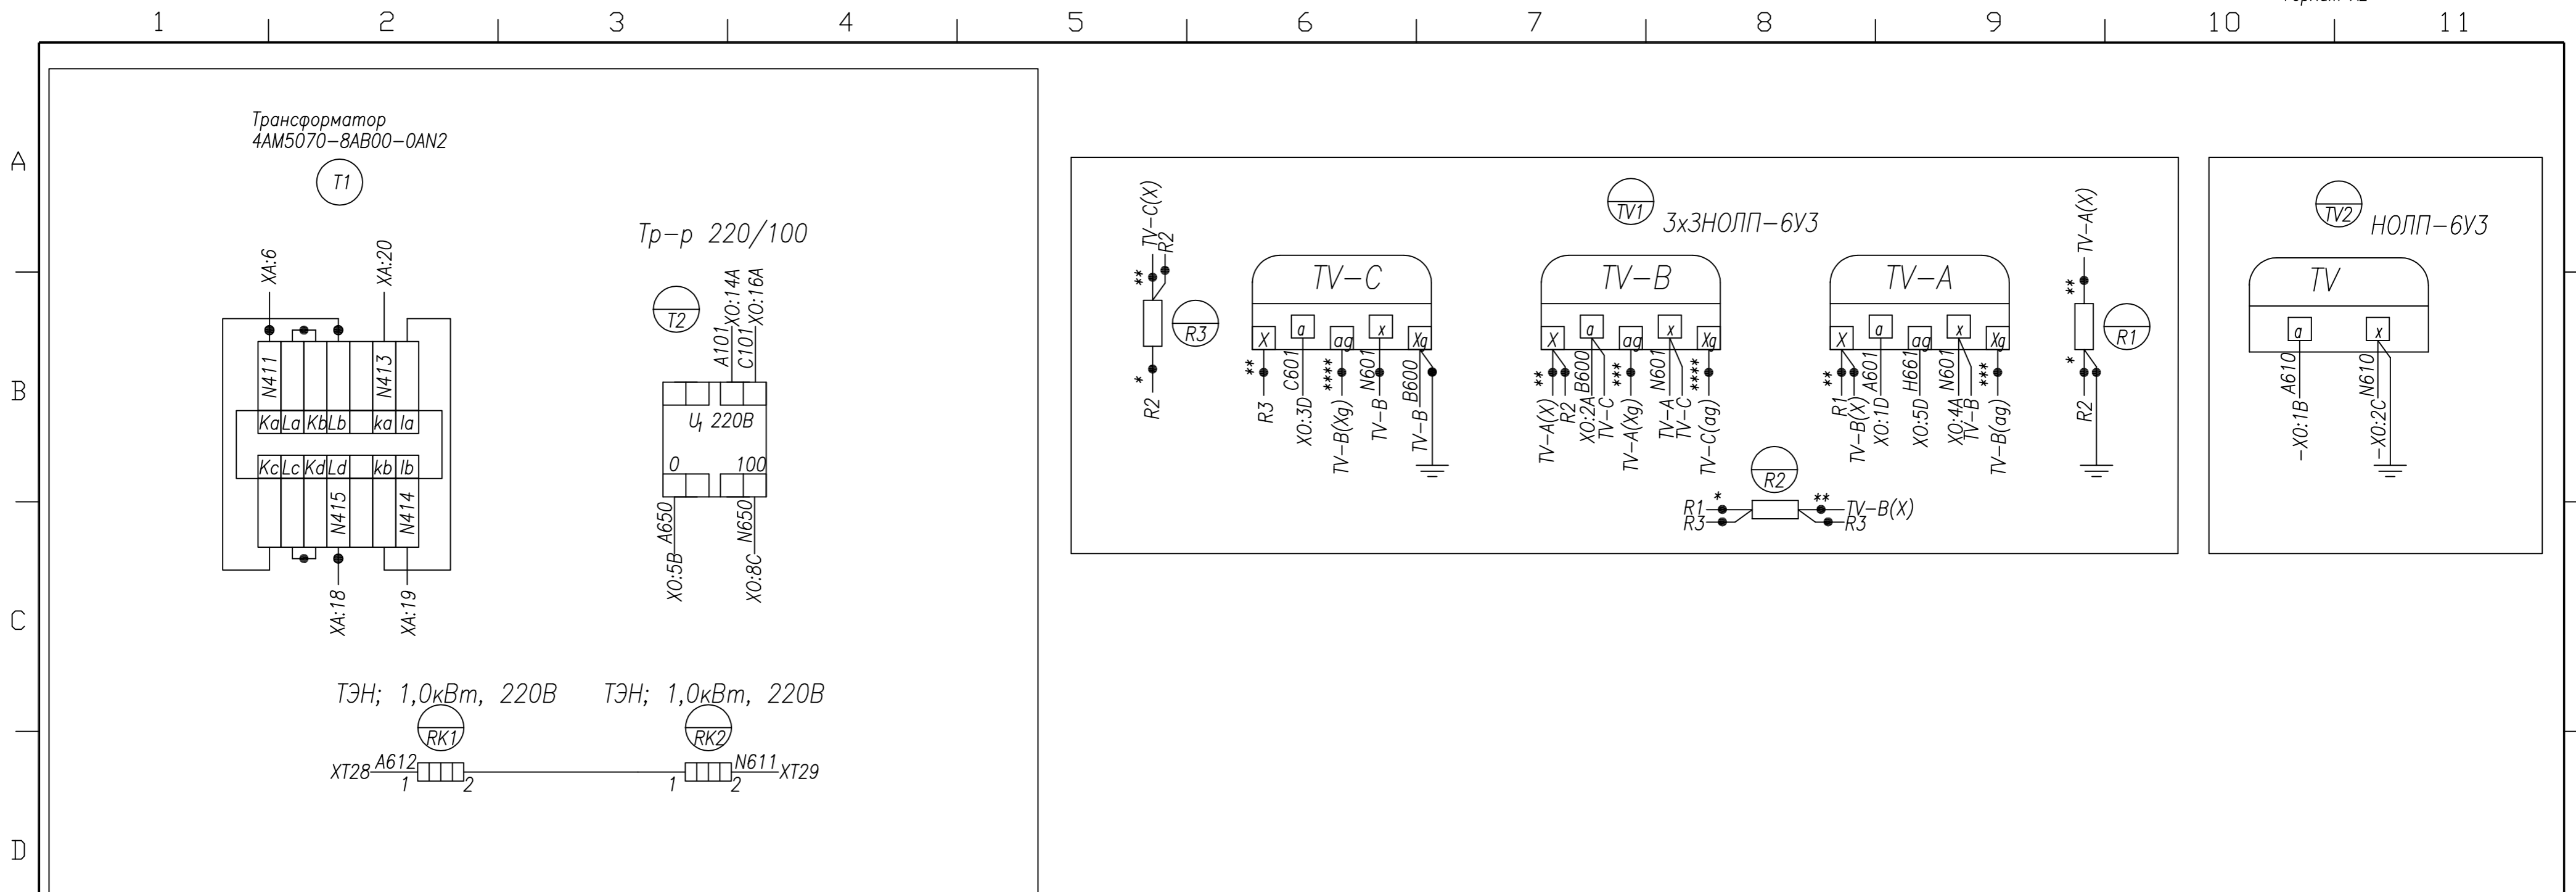 1 2 3 4 5 6 7 8 9 10 11
A
B
C
D
Трансформатор
4AM5070-8AB00-0AN2
T1
XA:6
XA:20
N411
N413
Ka La Kb Lb ka la
Kc Lc Kd Ld kb lb
N415
N414
XA:18
XA:19
Тр-р 220/100
T2
A101
XO:14A
C101
XO:16A
U1 220В
0 100
A650
N650
XO:5B
XO:8C
ТЭН; 1,0кВт, 220В
ТЭН; 1,0кВт, 220В
RK1
RK2
XT28 A612
1 2
1 2
N611 XT29
TV-C(X)
R2
**
R3
*
R2
TV1
3х3НОЛП-6У3
TV-C
X a ag x Xg
**
R3
C601
XO:3D
****
TV-B(Xg)
N601
TV-B
B600
TV-B
TV-B
X a ag x Xg
**
TV-A(X)
R2
B600
XO:2A
TV-C
***
TV-A(Xg)
N601
TV-A
TV-C
****
TV-C(ag)
TV-A
X a ag x Xg
**
R1
TV-B(X)
A601
XO:1D
H661
XO:5D
N601
XO:4A
TV-B
***
TV-B(ag)
TV-A(X)
**
R1
*
R2
R2
R1 * ** TV-B(X)
R3 R3
TV2
НОЛП-6У3
TV
a x
A610
-XO:1B
N610
-XO:2C